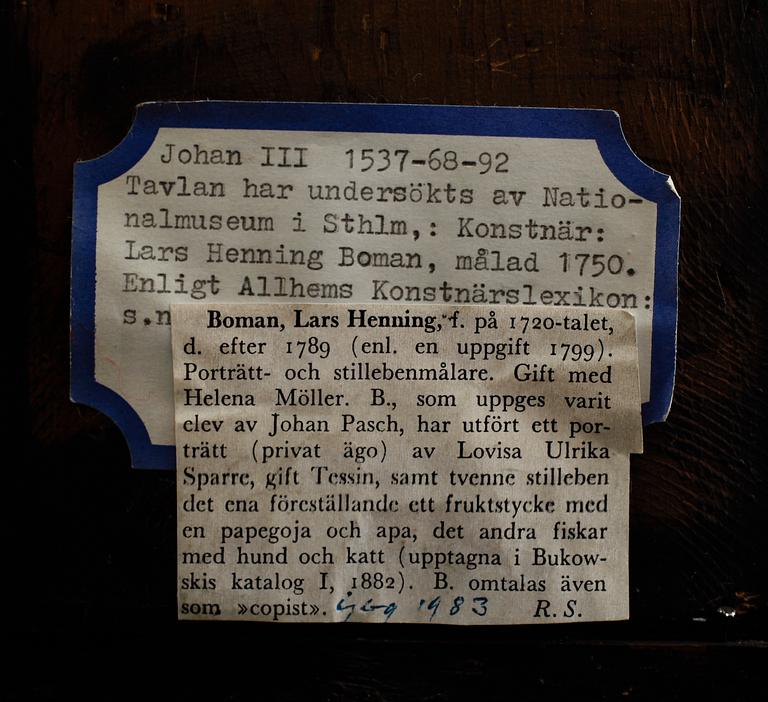 Johan III 1537-68-92
Tavlan har undersökts av Natio-
nalmuseum i Sthlm,: Konstnär:
Lars Henning Boman, målad 1750.
Enligt Allhems Konstnärslexikon:
s.n
Boman, Lars Henning, f. på 1720-talet,
d. efter 1789 (enl. en uppgift 1799).
Porträtt- och stillebenmålare. Gift med
Helena Möller. B., som uppges varit
elev av Johan Pasch, har utfört ett por-
trätt (privat ägo) av Lovisa Ulrika
Sparre, gift Tessin, samt tvenne stilleben
det ena föreställande ett fruktstycke med
en papegoja och apa, det andra fiskar
med hund och katt (upptagna i Bukow-
skis katalog I, 1882). B. omtalas även
som »copist». 1983 R. S.